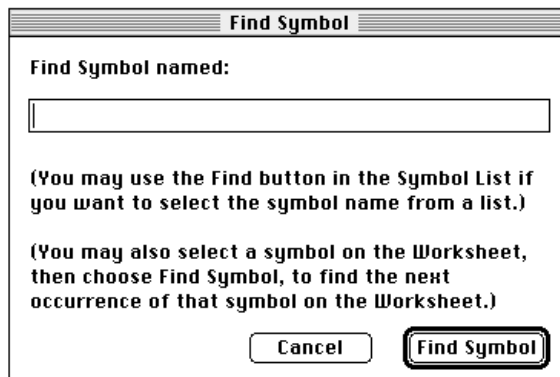 Find Symbol
Find Symbol named:
(You may use the Find button in the Symbol List if
you want to select the symbol name from a list.)
(You may also select a symbol on the Worksheet,
then choose Find Symbol, to find the next
occurrence of that symbol on the Worksheet.)
Cancel Find Symbol